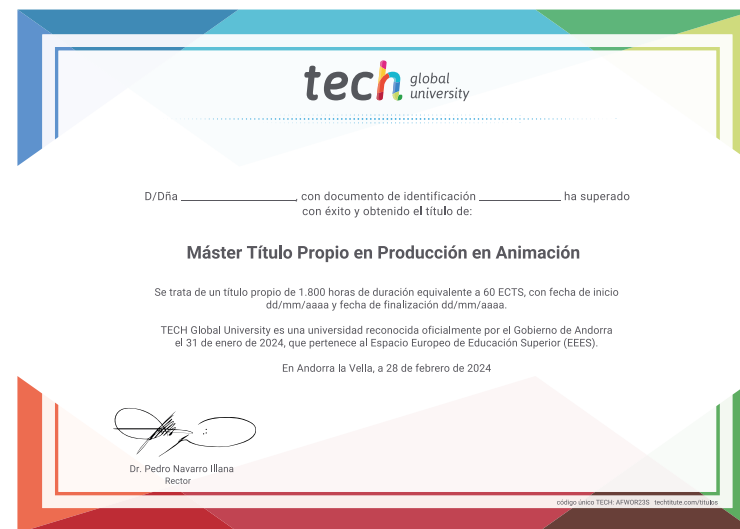 tech global university
D/Dña ________________, con documento de identificación ____________ ha superado
con éxito y obtenido el título de:
Máster Título Propio en Producción en Animación
Se trata de un título propio de 1.800 horas de duración equivalente a 60 ECTS, con fecha de inicio
dd/mm/aaaa y fecha de finalización dd/mm/aaaa.
TECH Global University es una universidad reconocida oficialmente por el Gobierno de Andorra
el 31 de enero de 2024, que pertenece al Espacio Europeo de Educación Superior (EEES).
En Andorra la Vella, a 28 de febrero de 2024
Dr. Pedro Navarro Illana
Rector
código único TECH: AFWOR23S techtitute.com/titulos